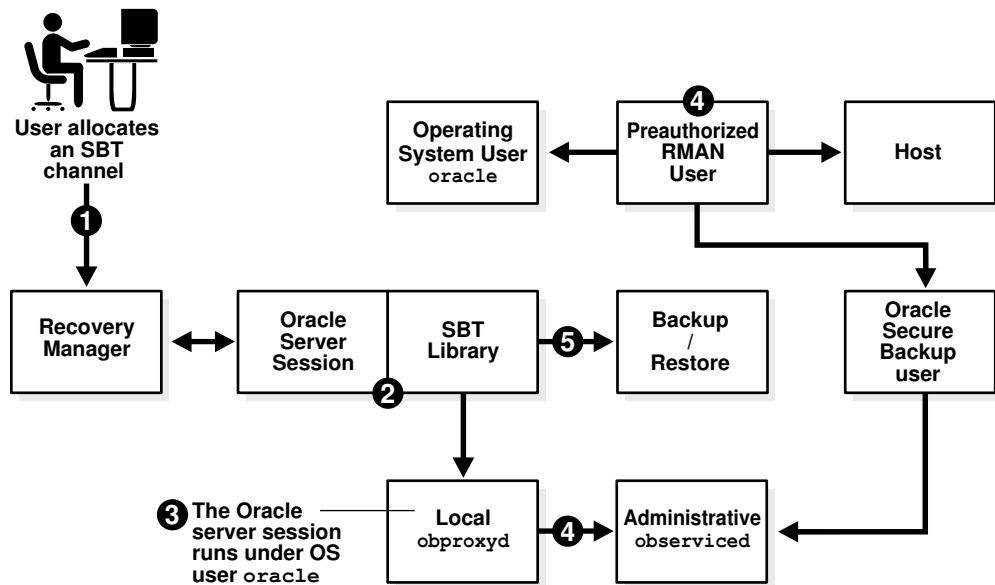 User allocates
an SBT
channel
1
Operating
System User
oracle
4
Preauthorized
RMAN
User
Host
Recovery
Manager
Oracle
Server
Session
2
SBT
Library
5
Backup
/
Restore
Oracle
Secure
Backup
user
3 The Oracle
server session
runs under OS
user oracle
Local
obproxyd
4
Administrative
observiced